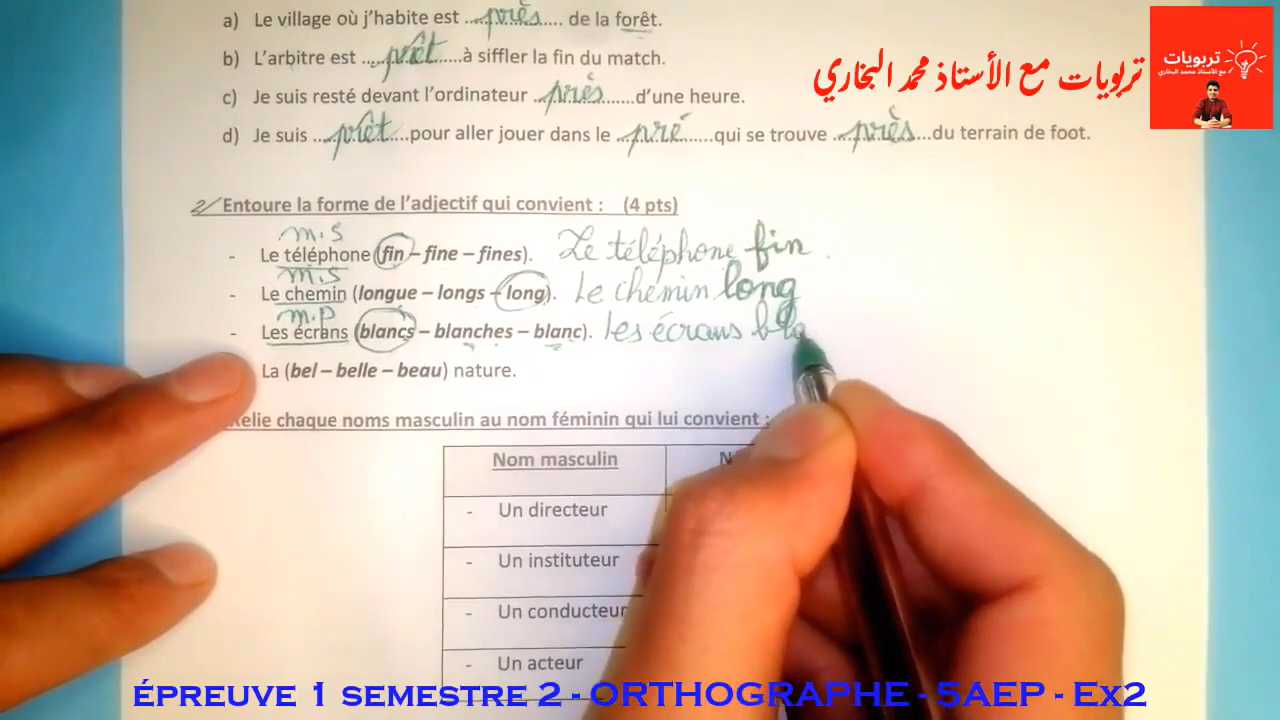 a) Le village où j'habite est ....près.... de la forêt.
b) L'arbitre est ....prêt....à siffler la fin du match.
c) Je suis resté devant l'ordinateur ....près....d'une heure.
d) Je suis ....prêt....pour aller jouer dans le ....pré....qui se trouve ....près....du terrain de foot.
تربويات مع الأستاذ محمد البخاري
تربويات
مع الأستاذ محمد البخاري
2/ Entoure la forme de l'adjectif qui convient : (4 pts)
m.s
- Le téléphone (fin – fine – fines). Le téléphone fin.
m.s
- Le chemin (longue – longs – long). Le chemin long
m.p
- Les écrans (blancs – blanches – blanc). Les écrans bla
La (bel – belle – beau) nature.
Relie chaque noms masculin au nom féminin qui lui convient :
Nom masculin
- Un directeur
- Un instituteur
- Un conducteur
- Un acteur
épreuve 1 semestre 2 - ORTHOGRAPHE - 5AEP - Ex2